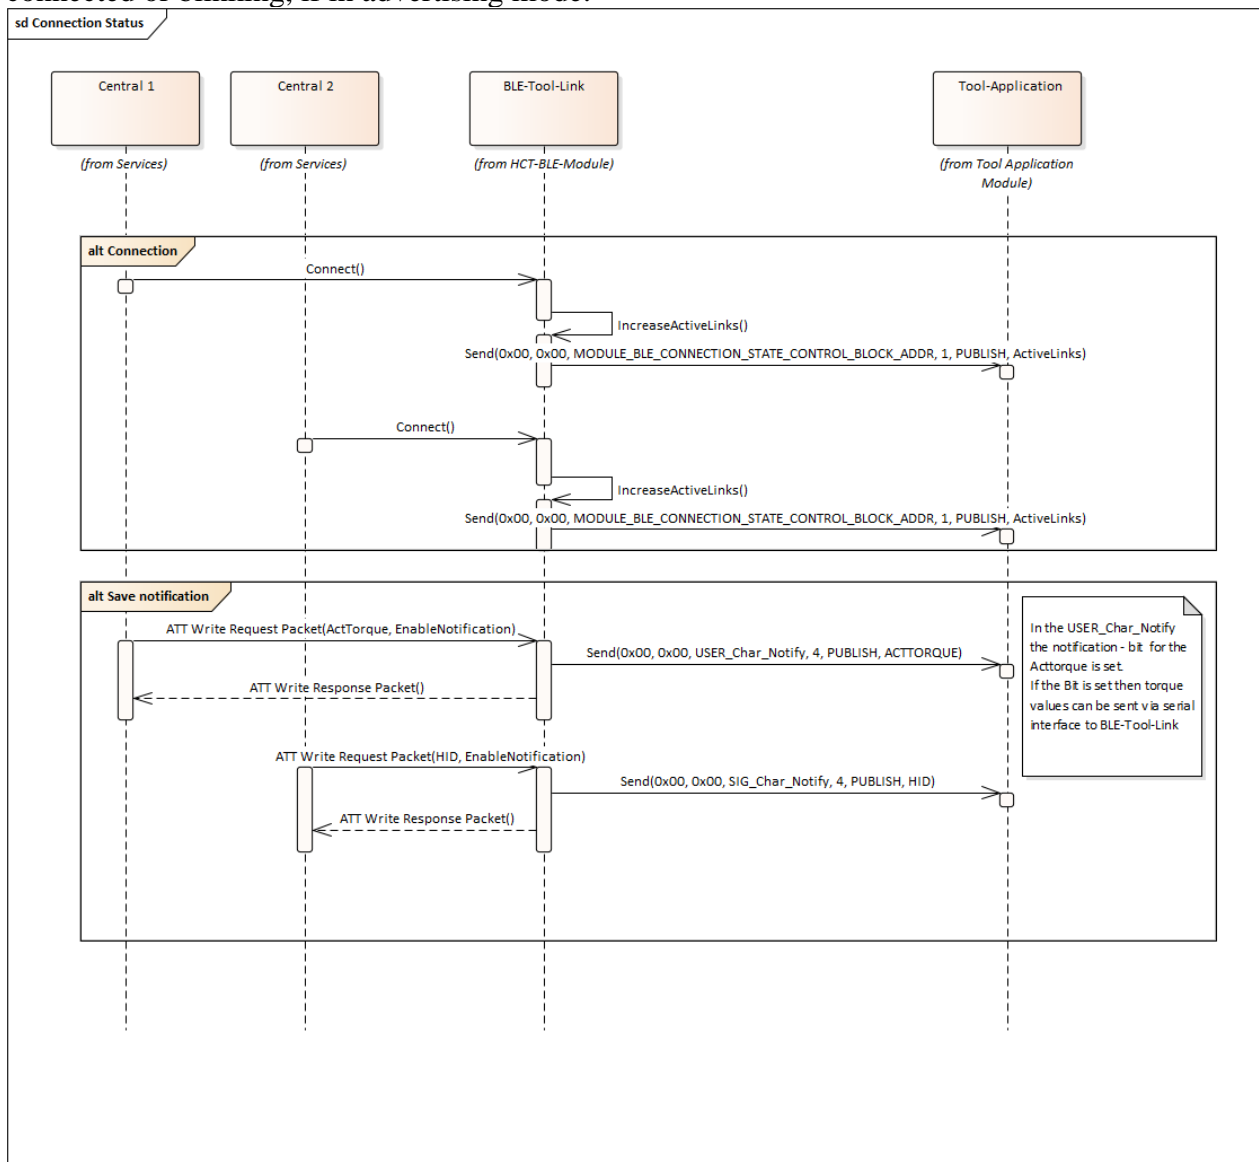 sd Connection Status
Central 1
Central 2
BLE-Tool-Link
Tool-Application
(from Services)
(from Services)
(from HCT-BLE-Module)
(from Tool Application
Module)
alt Connection
Connect()
IncreaseActiveLinks()
Send(0x00, 0x00, MODULE_BLE_CONNECTION_STATE_CONTROL_BLOCK_ADDR, 1, PUBLISH, ActiveLinks)
Connect()
IncreaseActiveLinks()
Send(0x00, 0x00, MODULE_BLE_CONNECTION_STATE_CONTROL_BLOCK_ADDR, 1, PUBLISH, ActiveLinks)
alt Save notification
ATT Write Request Packet(ActTorque, EnableNotification)
Send(0x00, 0x00, USER_Char_Notify, 4, PUBLISH, ACTTORQUE)
ATT Write Response Packet()
In the USER_Char_Notify
the notification - bit for the
Acttorque is set.
If the Bit is set then torque
values can be sent via serial
interface to BLE-Tool-Link
ATT Write Request Packet(HID, EnableNotification)
Send(0x00, 0x00, SIG_Char_Notify, 4, PUBLISH, HID)
ATT Write Response Packet()